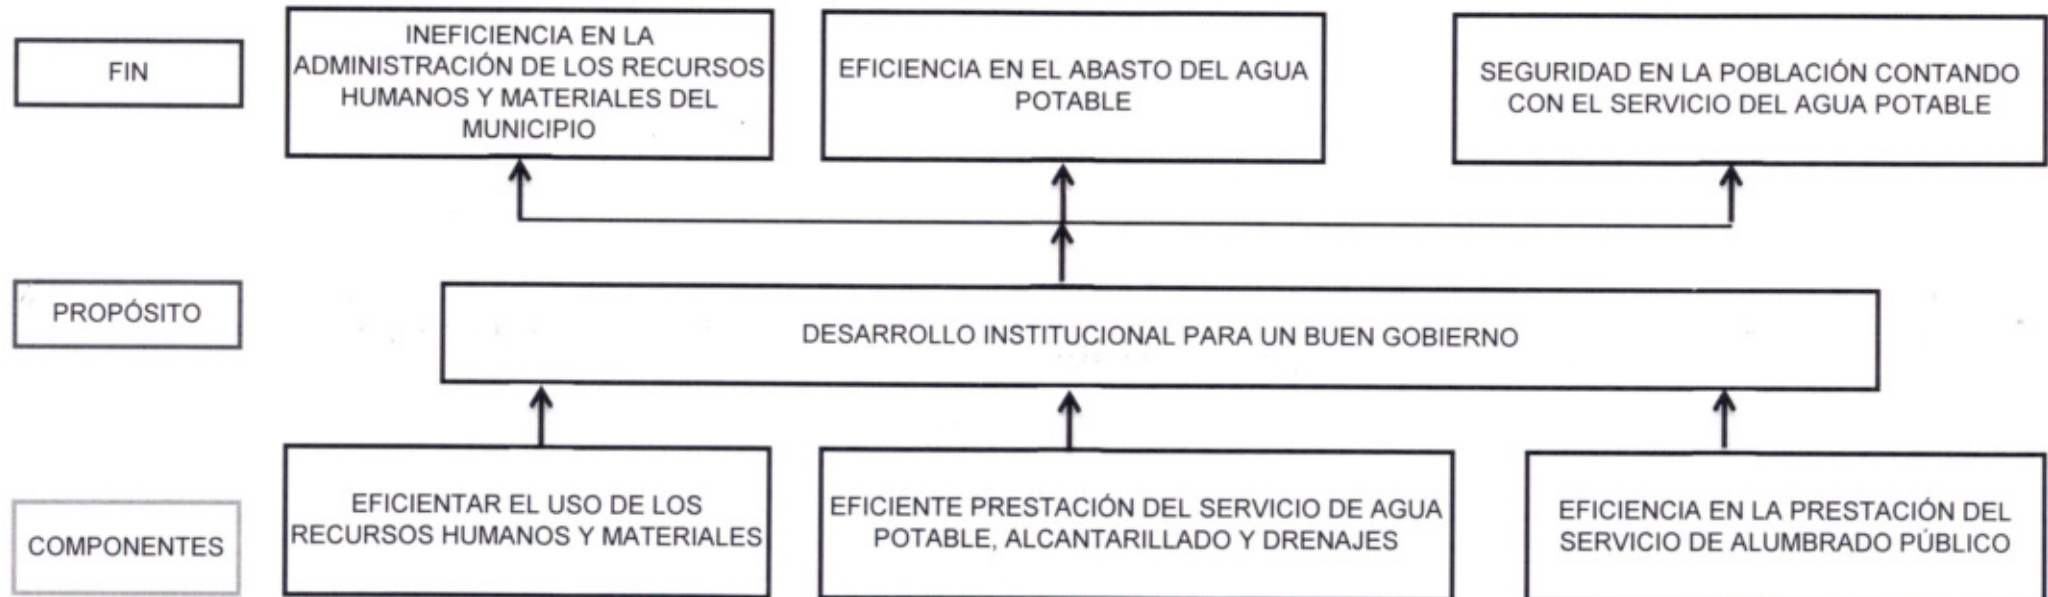 FIN
INEFICIENCIA EN LA
ADMINISTRACIÓN DE LOS RECURSOS
HUMANOS Y MATERIALES DEL
MUNICIPIO
EFICIENCIA EN EL ABASTO DEL AGUA
POTABLE
SEGURIDAD EN LA POBLACIÓN CONTANDO
CON EL SERVICIO DEL AGUA POTABLE
PROPÓSITO
DESARROLLO INSTITUCIONAL PARA UN BUEN GOBIERNO
COMPONENTES
EFICIENTAR EL USO DE LOS
RECURSOS HUMANOS Y MATERIALES
EFICIENTE PRESTACIÓN DEL SERVICIO DE AGUA
POTABLE, ALCANTARILLADO Y DRENAJES
EFICIENCIA EN LA PRESTACIÓN DEL
SERVICIO DE ALUMBRADO PÚBLICO